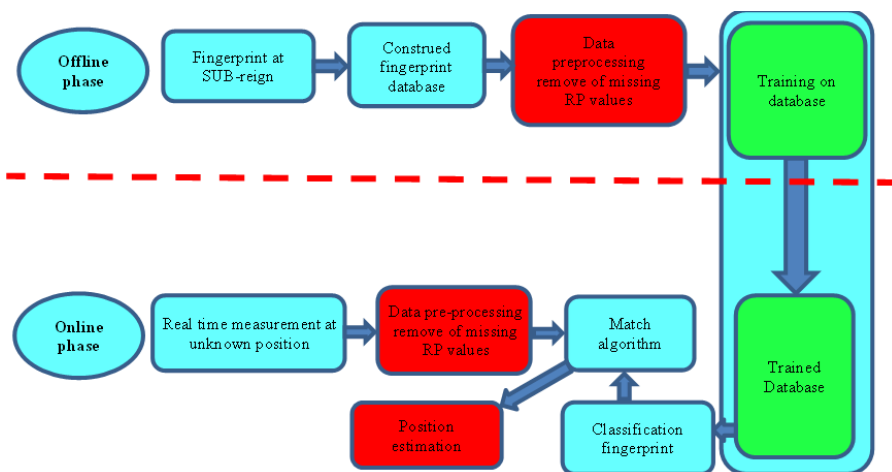 Offline
phase
Fingerprint at
SUB-reign
Construed
fingerprint
database
Data
preprocessing
remove of missing
RP values
Training on
database
Online
phase
Real time measurement at
unknown position
Data pre-processing
remove of missing
RP values
Match
algorithm
Trained
Database
Position
estimation
Classification
fingerprint